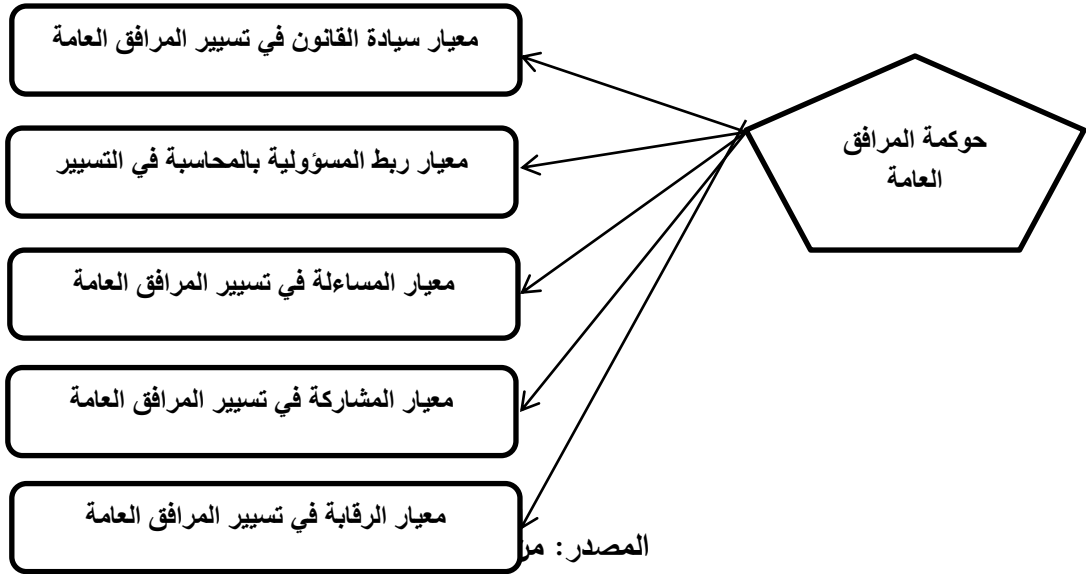 معيار سيادة القانون في تسيير المرافق العامة
حوكمة المرافق
العامة
معيار ربط المسؤولية بالمحاسبة في التسيير
معيار المساءلة في تسيير المرافق العامة
معيار المشاركة في تسيير المرافق العامة
معيار الرقابة في تسيير المرافق العامة
المصدر: من